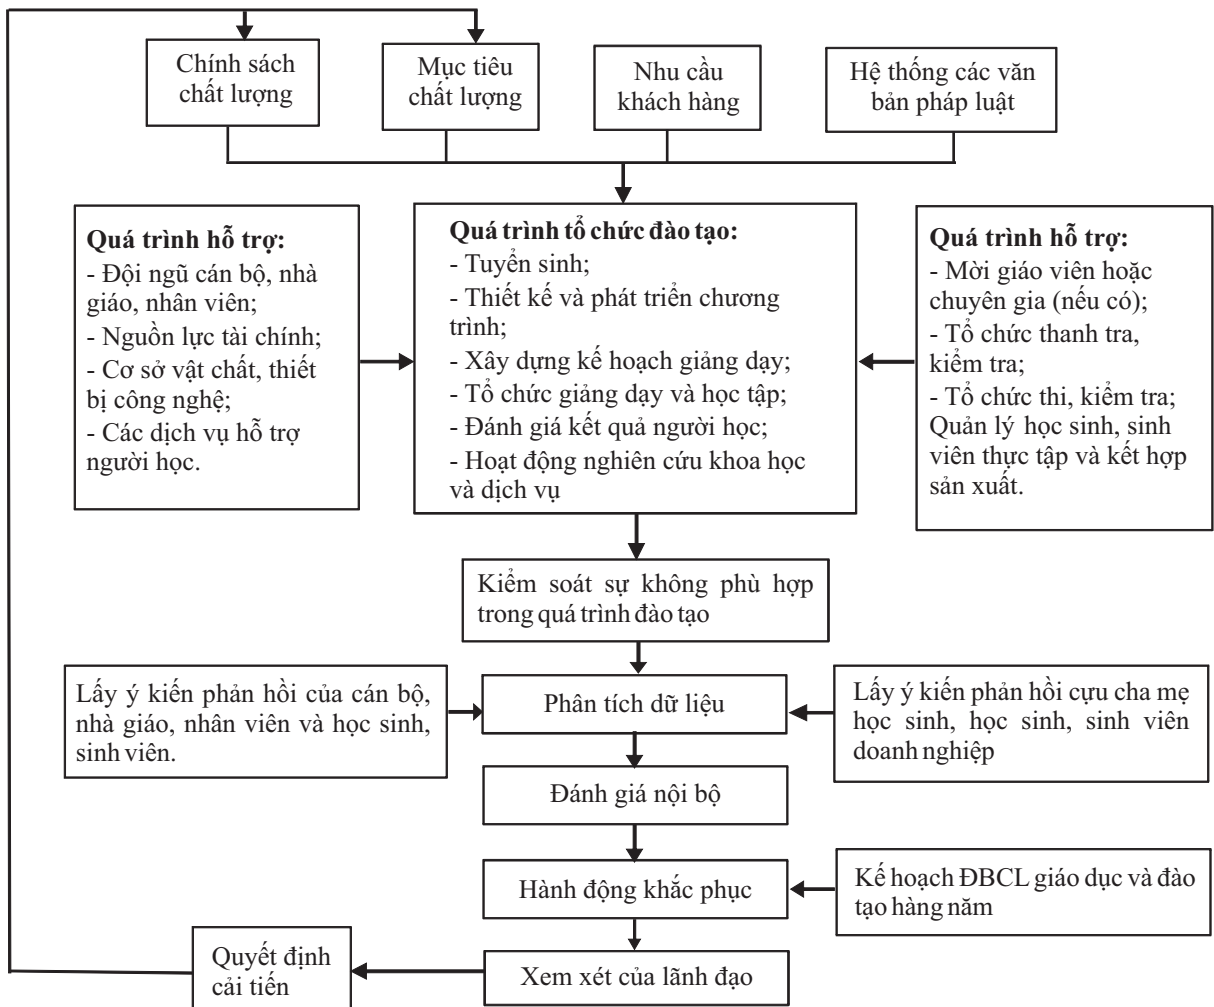 Chính sách
chất lượng
Mục tiêu
chất lượng
Nhu cầu
khách hàng
Hệ thống các văn
bản pháp luật
Quá trình hỗ trợ:
- Đội ngũ cán bộ, nhà
giáo, nhân viên;
- Nguồn lực tài chính;
- Cơ sở vật chất, thiết
bị công nghệ;
- Các dịch vụ hỗ trợ
người học.
Quá trình tổ chức đào tạo:
- Tuyển sinh;
- Thiết kế và phát triển chương
trình;
- Xây dựng kế hoạch giảng dạy;
- Tổ chức giảng dạy và học tập;
- Đánh giá kết quả người học;
- Hoạt động nghiên cứu khoa học
và dịch vụ
Quá trình hỗ trợ:
- Mời giáo viên hoặc
chuyên gia (nếu có);
- Tổ chức thanh tra,
kiểm tra;
- Tổ chức thi, kiểm tra;
Quản lý học sinh, sinh
viên thực tập và kết hợp
sản xuất.
Kiểm soát sự không phù hợp
trong quá trình đào tạo
Lấy ý kiến phản hồi của cán bộ,
nhà giáo, nhân viên và học sinh,
sinh viên.
Phân tích dữ liệu
Lấy ý kiến phản hồi cựu cha mẹ
học sinh, học sinh, sinh viên
doanh nghiệp
Đánh giá nội bộ
Hành động khắc phục
Kế hoạch ĐBCL giáo dục và đào
tạo hàng năm
Quyết định
cải tiến
Xem xét của lãnh đạo